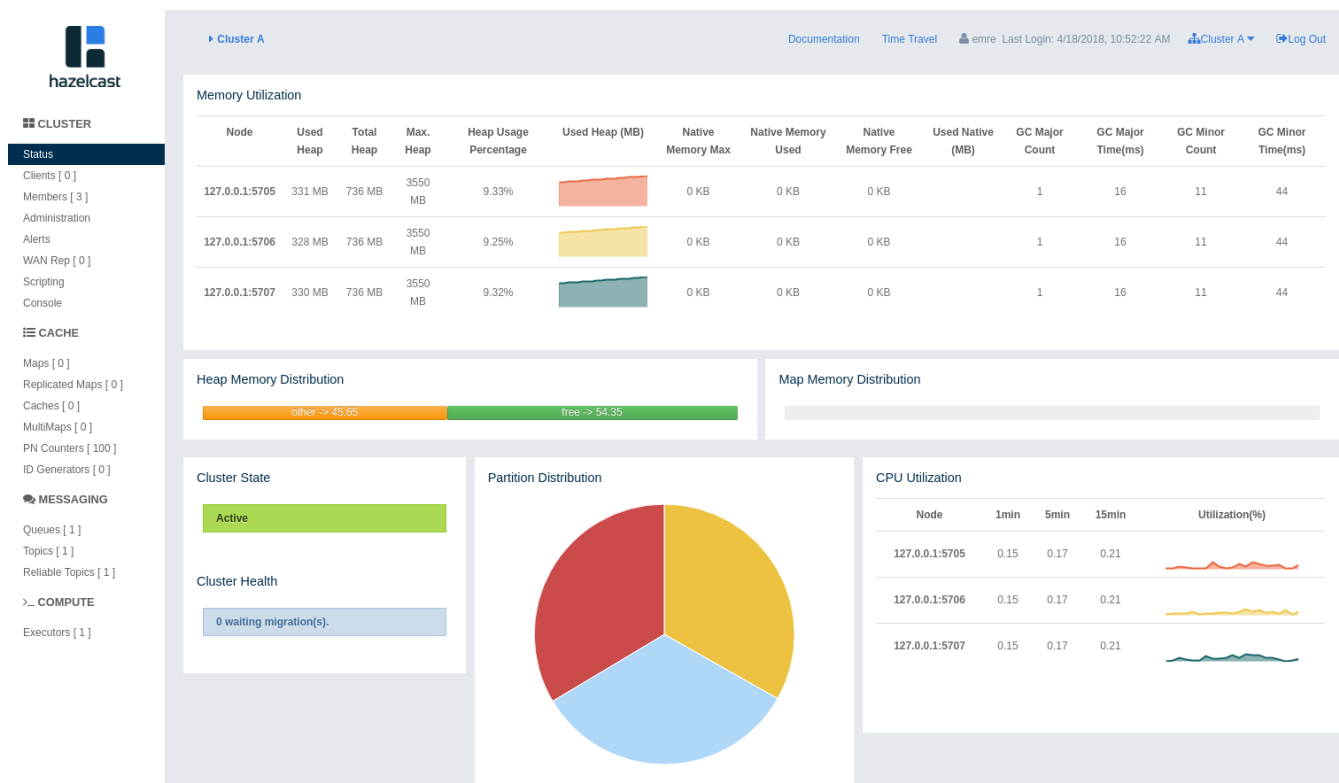 hazelcast
Cluster A
Documentation Time Travel emre Last Login: 4/18/2018, 10:52:22 AM Cluster A Log Out
CLUSTER
Status
Clients [ 0 ]
Members [ 3 ]
Administration
Alerts
WAN Rep [ 0 ]
Scripting
Console
CACHE
Maps [ 0 ]
Replicated Maps [ 0 ]
Caches [ 0 ]
MultiMaps [ 0 ]
PN Counters [ 100 ]
ID Generators [ 0 ]
MESSAGING
Queues [ 1 ]
Topics [ 1 ]
Reliable Topics [ 1 ]
COMPUTE
Executors [ 1 ]
Memory Utilization
Node Used Heap Total Heap Max. Heap Heap Usage Percentage Used Heap (MB) Native Memory Max Native Memory Used Native Memory Free Used Native (MB) GC Major Count GC Major Time(ms) GC Minor Count GC Minor Time(ms)
127.0.0.1:5705 331 MB 736 MB 3550 MB 9.33% 0 KB 0 KB 0 KB 1 16 11 44
127.0.0.1:5706 328 MB 736 MB 3550 MB 9.25% 0 KB 0 KB 0 KB 1 16 11 44
127.0.0.1:5707 330 MB 736 MB 3550 MB 9.32% 0 KB 0 KB 0 KB 1 16 11 44
Heap Memory Distribution
other -> 45.65 free -> 54.35
Map Memory Distribution
Cluster State
Active
Cluster Health
0 waiting migration(s).
Partition Distribution
CPU Utilization
Node 1min 5min 15min Utilization(%)
127.0.0.1:5705 0.15 0.17 0.21
127.0.0.1:5706 0.15 0.17 0.21
127.0.0.1:5707 0.15 0.17 0.21